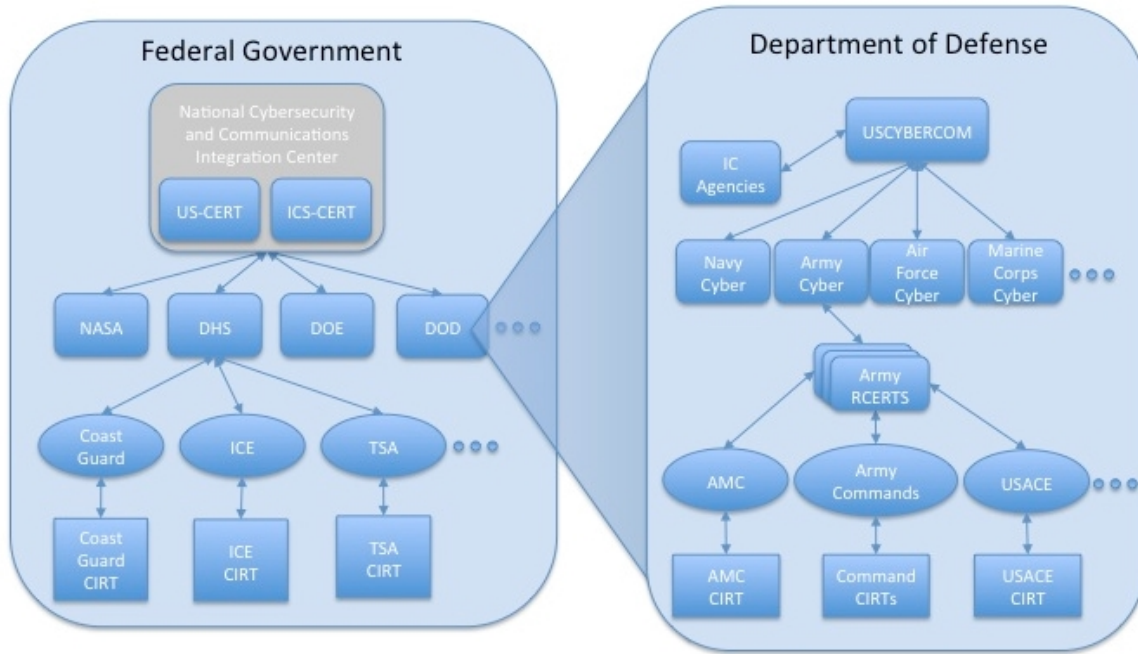 Federal Government
National Cybersecurity
and Communications
Integration Center
US-CERT
ICS-CERT
NASA
DHS
DOE
DOD
Coast
Guard
ICE
TSA
Coast
Guard
CIRT
ICE
CIRT
TSA
CIRT
Department of Defense
USCYBERCOM
IC
Agencies
Navy
Cyber
Army
Cyber
Air
Force
Cyber
Marine
Corps
Cyber
Army
RCERTS
AMC
Army
Commands
USACE
AMC
CIRT
Command
CIRTs
USACE
CIRT